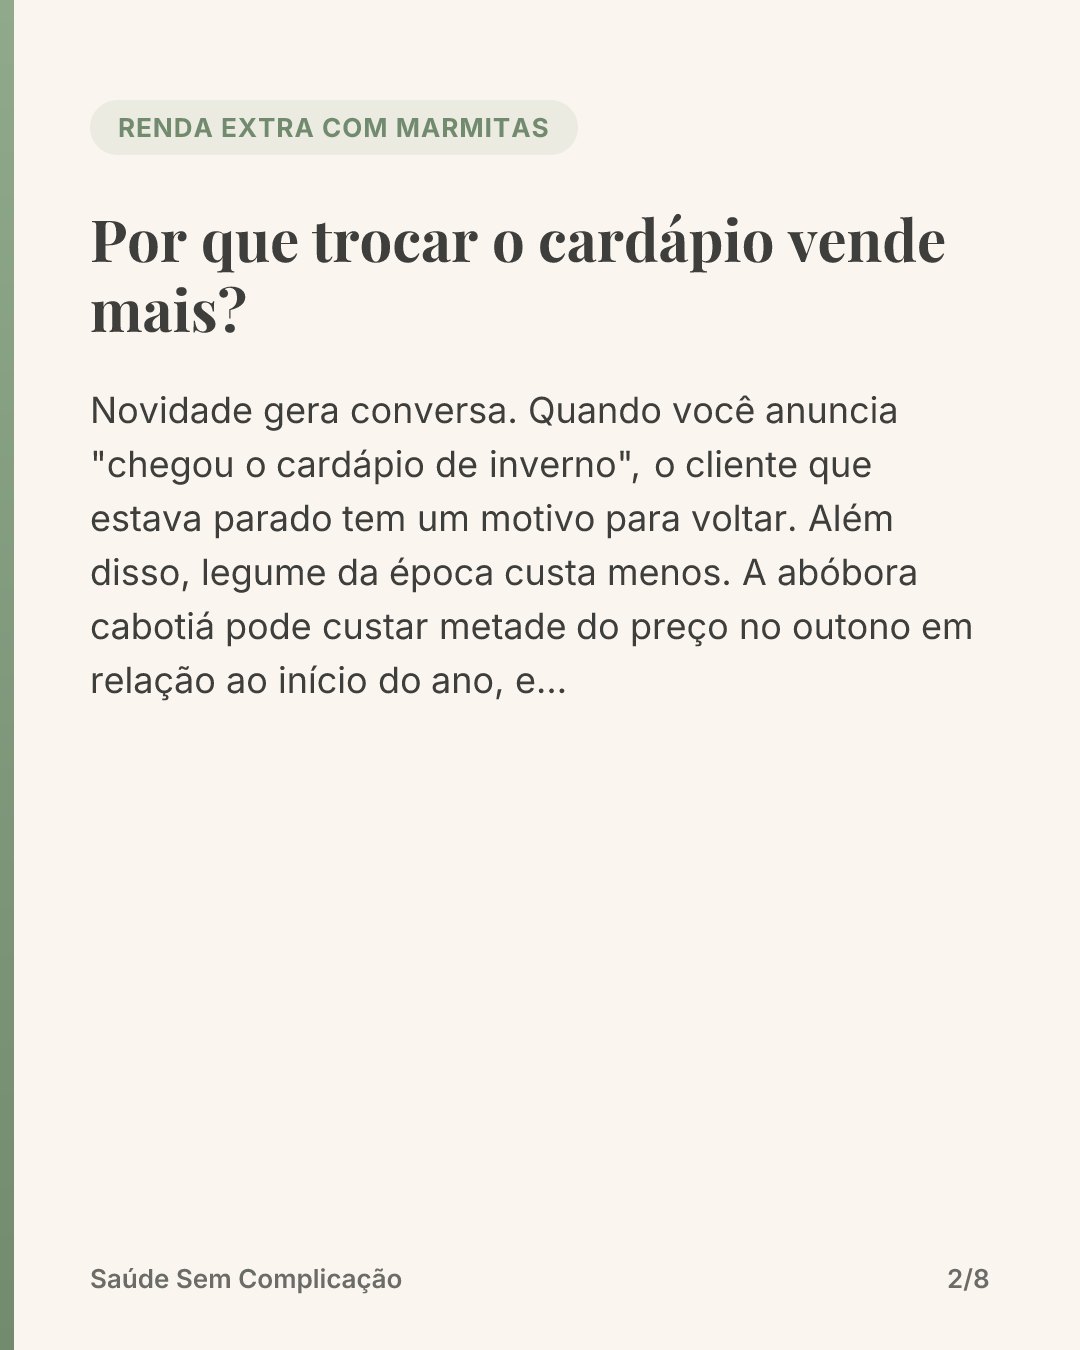 RENDA EXTRA COM MARMITAS
Por que trocar o cardápio vende
mais?
Novidade gera conversa. Quando você anuncia
"chegou o cardápio de inverno", o cliente que
estava parado tem um motivo para voltar. Além
disso, legume da época custa menos. A abóbora
cabotiá pode custar metade do preço no outono em
relação ao início do ano, e...
Saúde Sem Complicação
2/8